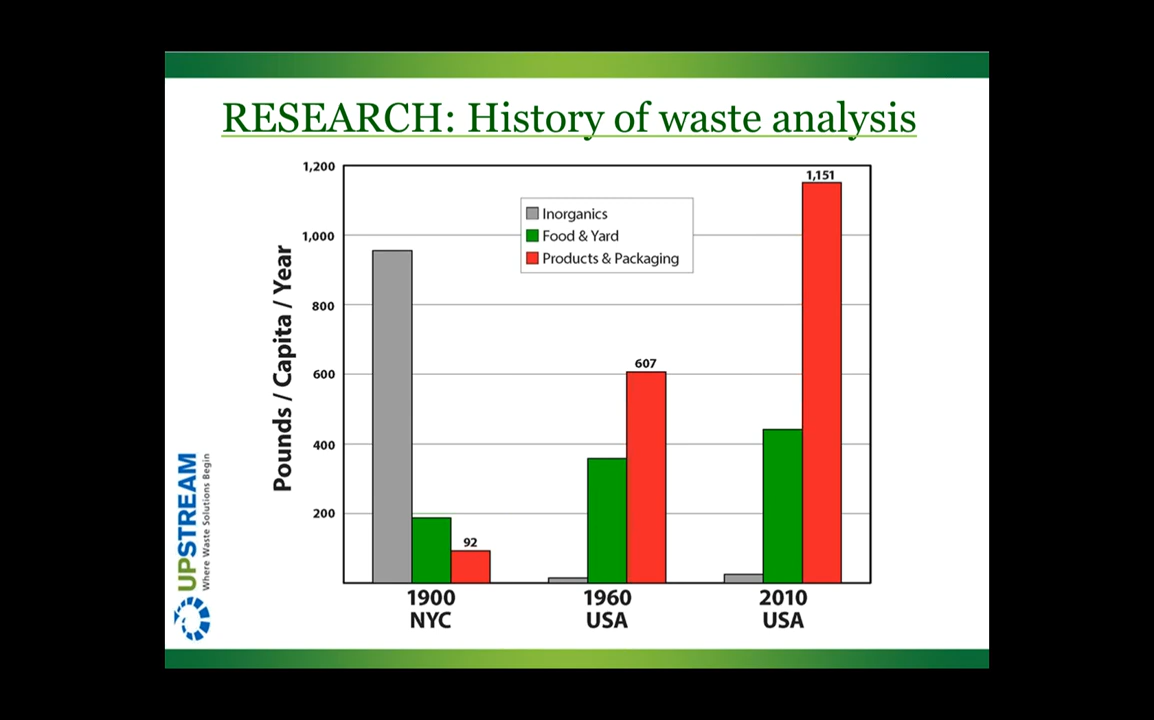 RESEARCH: History of waste analysis
Pounds / Capita / Year
1,200
1,000
800
600
400
200
Inorganics
Food & Yard
Products & Packaging
92
607
1,151
1900
NYC
1960
USA
2010
USA
UPSTREAM
Where Waste Solutions Begin